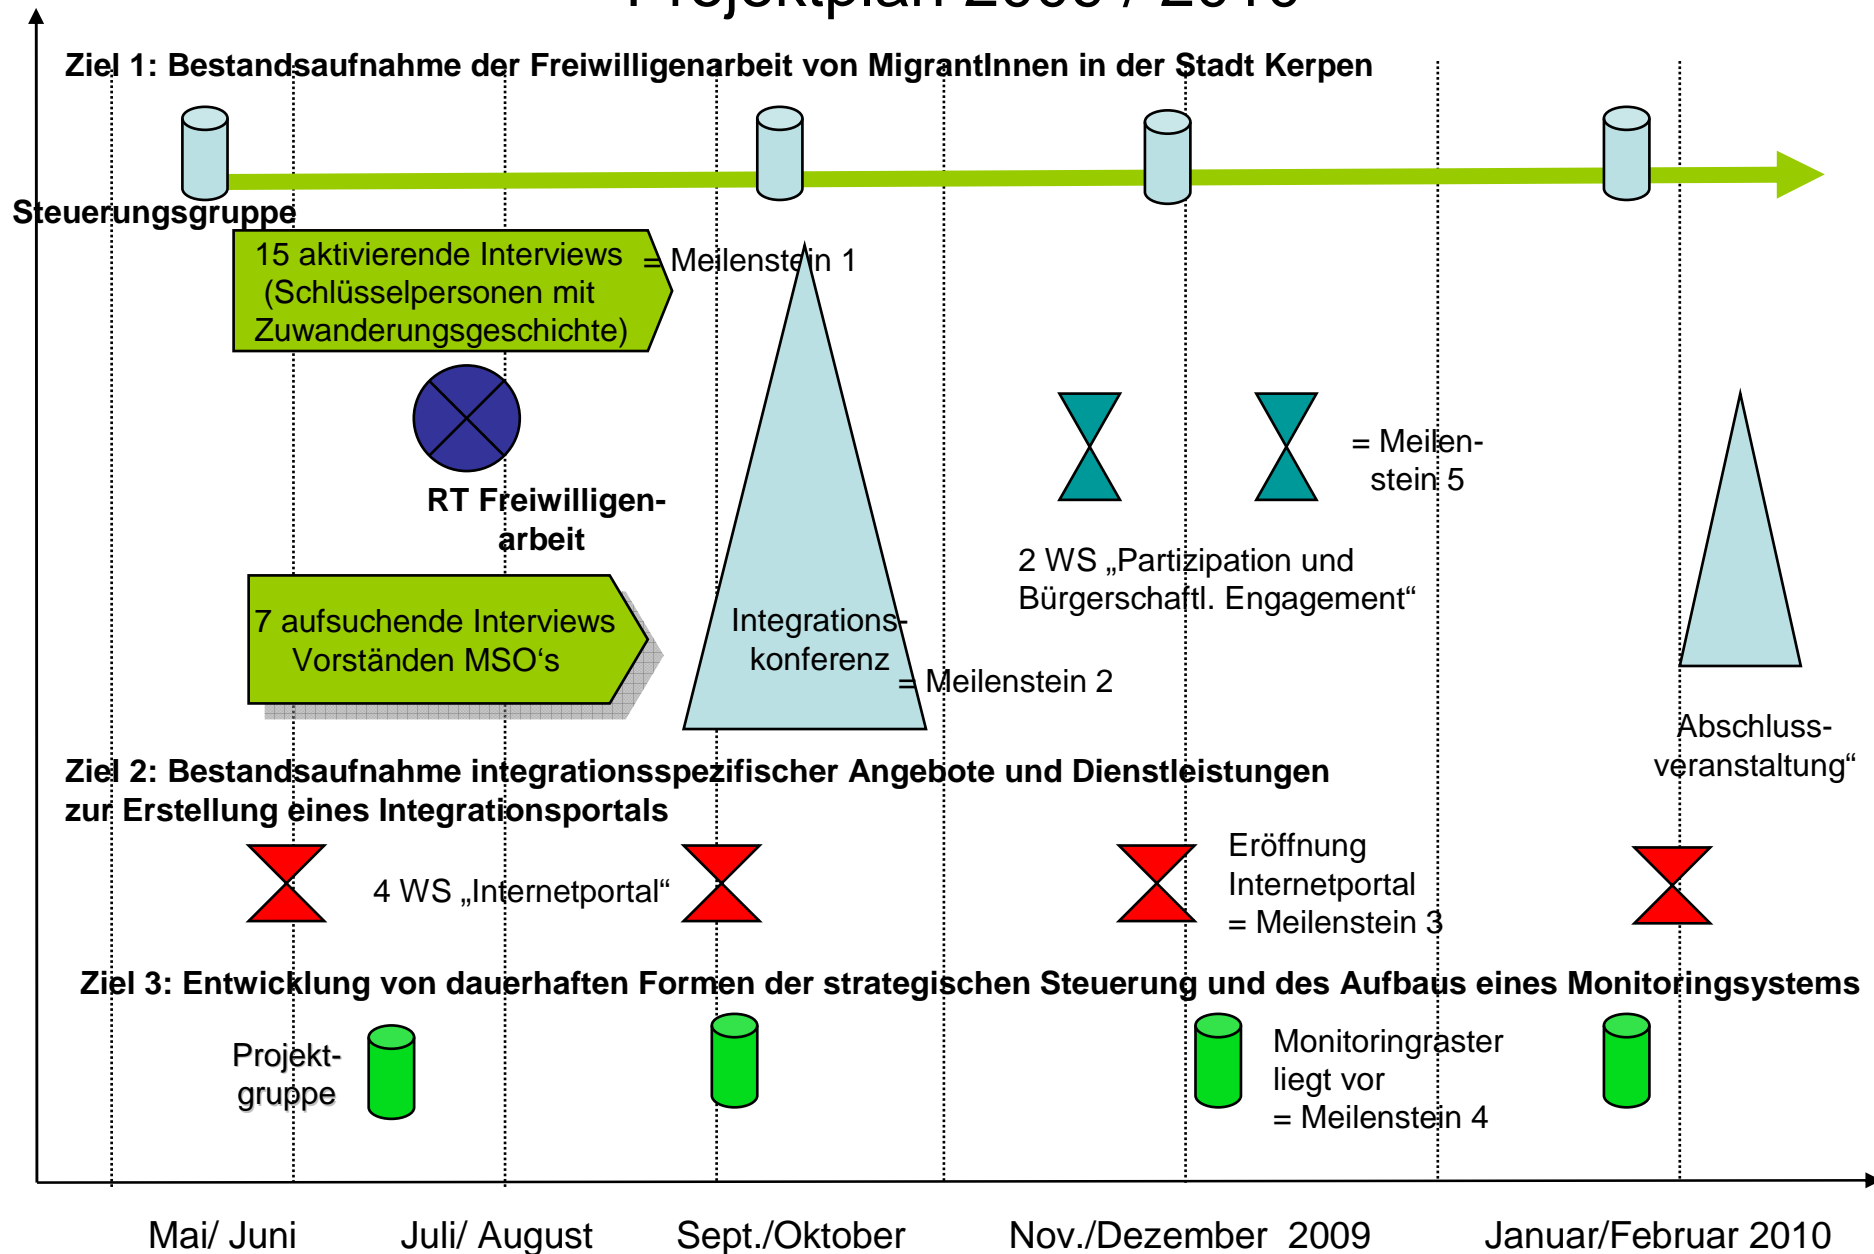 Projektplan 2009 / 2010
Ziel 1: Bestandsaufnahme der Freiwilligenarbeit von MigrantInnen in der Stadt Kerpen
Steuerungsgruppe
15 aktivierende Interviews
(Schlüsselpersonen mit
Zuwanderungsgeschichte)
= Meilenstein 1
RT Freiwilligen-
arbeit
7 aufsuchende Interviews
Vorständen MSO‘s
Integrations-
konferenz
= Meilenstein 2
= Meilen-
stein 5
2 WS „Partizipation und
Bürgerschaftl. Engagement“
Abschluss-
veranstaltung“
Ziel 2: Bestandsaufnahme integrationsspezifischer Angebote und Dienstleistungen
zur Erstellung eines Integrationsportals
4 WS „Internetportal“
Eröffnung
Internetportal
= Meilenstein 3
Ziel 3: Entwicklung von dauerhaften Formen der strategischen Steuerung und des Aufbaus eines Monitoringsystems
Projekt-
gruppe
Monitoringraster
liegt vor
= Meilenstein 4
Mai/ Juni
Juli/ August
Sept./Oktober
Nov./Dezember 2009
Januar/Februar 2010